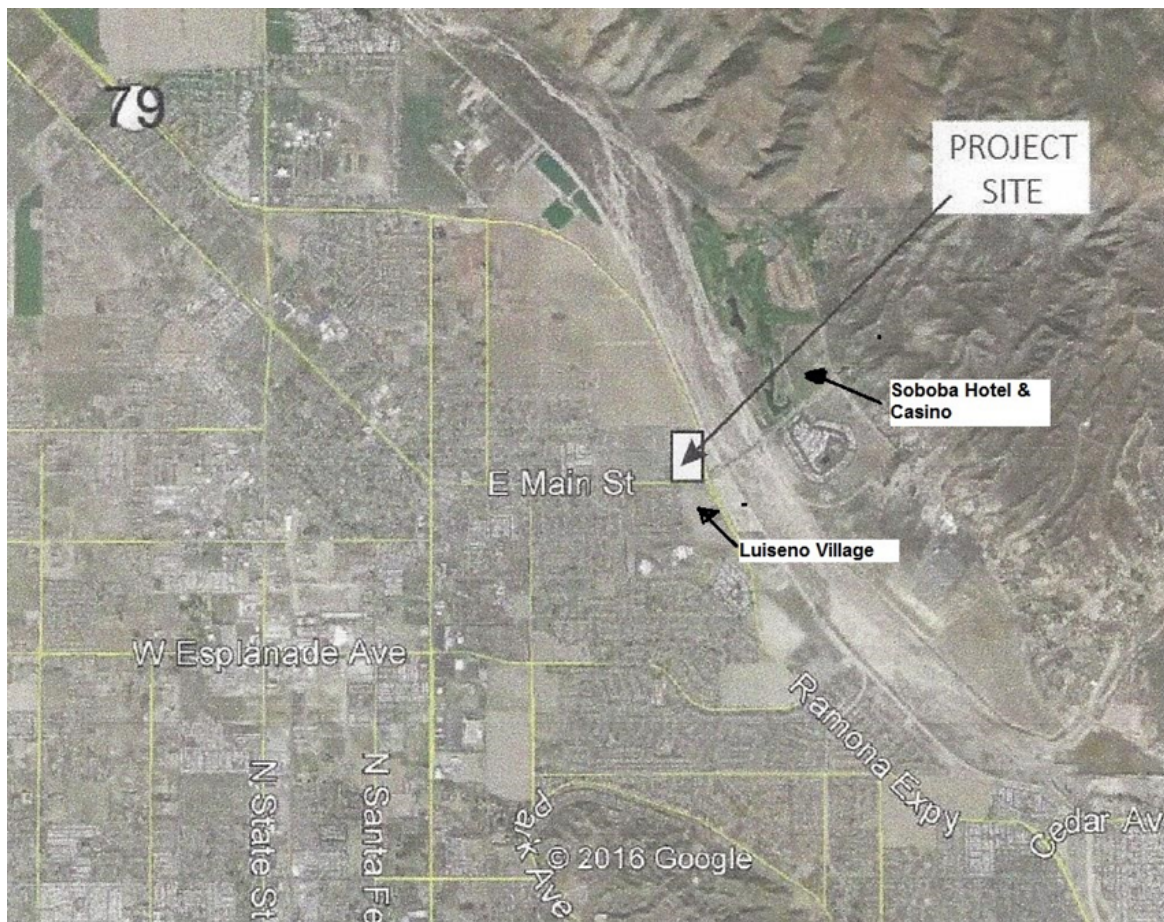 79
PROJECT
SITE
Soboba Hotel &
Casino
E Main St
Luiseno Village
W Esplanade Ave
Ramona Expy
N State St
N Santa Fe
Park Ave
Cedar Av
© 2016 Google